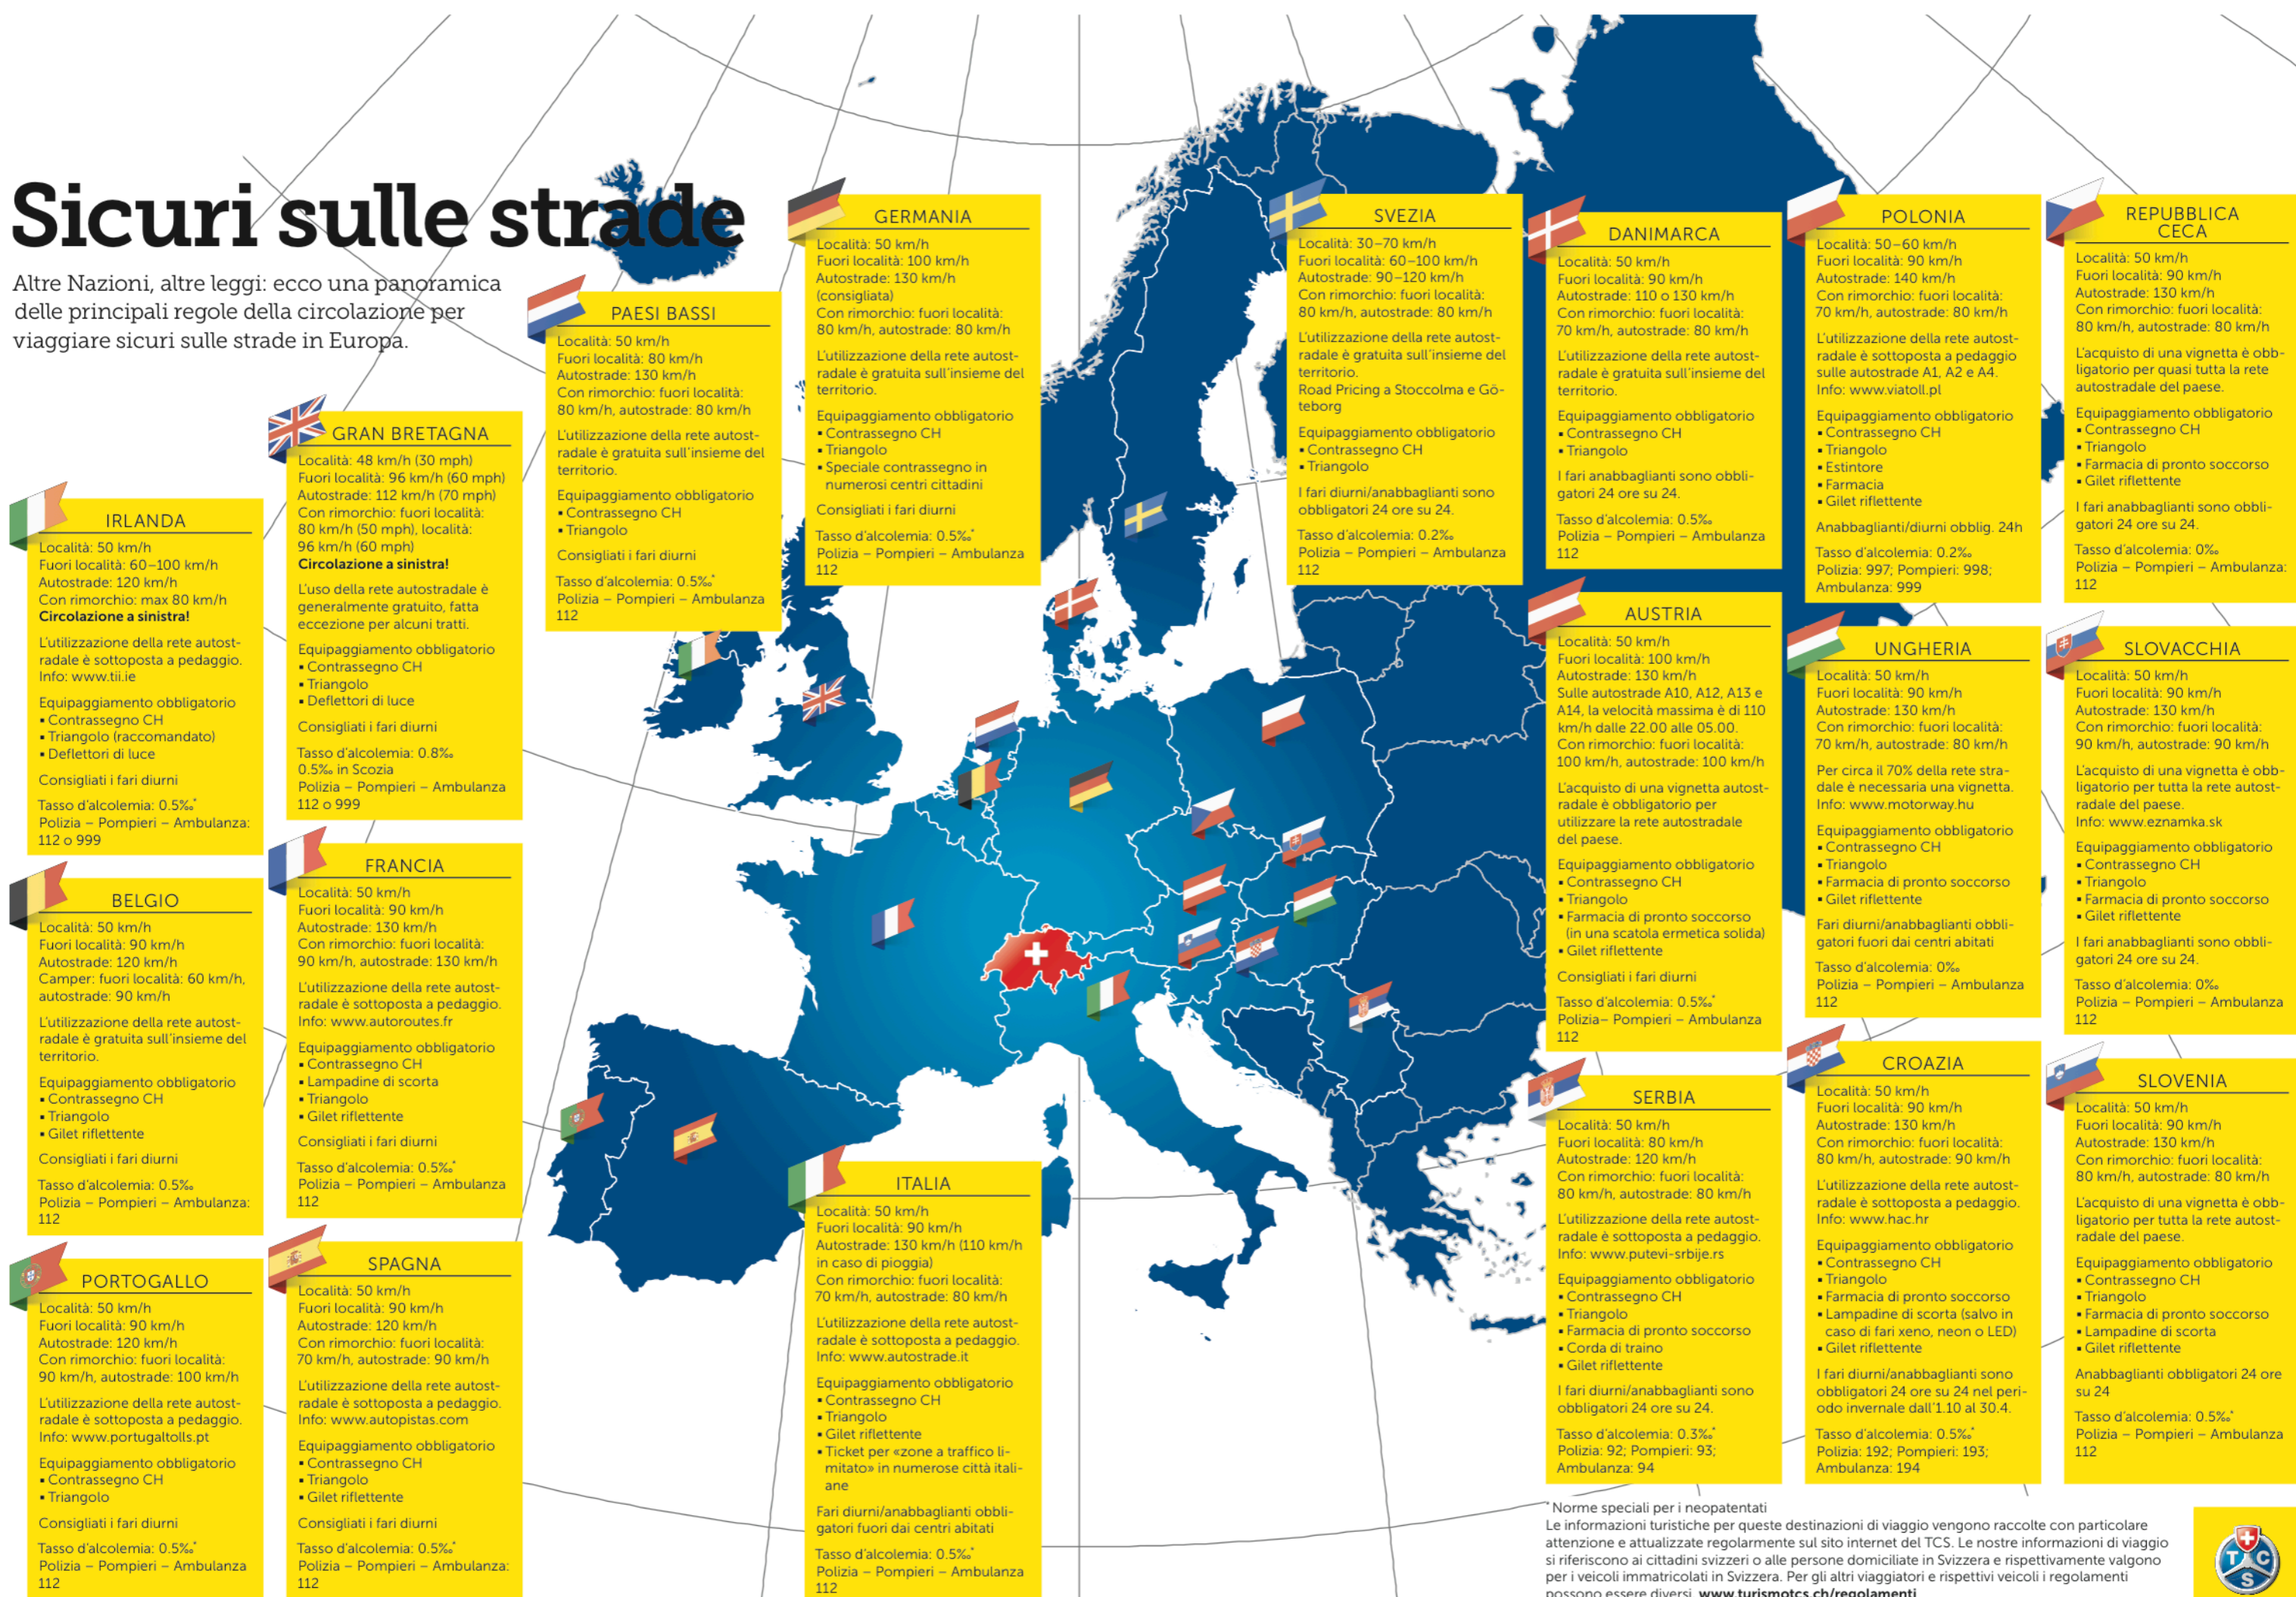 Sicuri sulle strade
Altre Nazioni, altre leggi: ecco una panoramica
delle principali regole della circolazione per
viaggiare sicuri sulle strade in Europa.
IRLANDA
Località: 50 km/h
Fuori località: 60–100 km/h
Autostrade: 120 km/h
Con rimorchio: max 80 km/h
Circolazione a sinistra!
L'utilizzazione della rete autost-
radale è sottoposta a pedaggio.
Info: www.tii.ie
Equipaggiamento obbligatorio
▪ Contrassegno CH
▪ Triangolo (raccomandato)
▪ Deflettori di luce
Consigliati i fari diurni
Tasso d'alcolemia: 0.5‰*
Polizia – Pompieri – Ambulanza:
112 o 999
BELGIO
Località: 50 km/h
Fuori località: 90 km/h
Autostrade: 120 km/h
Camper: fuori località: 60 km/h,
autostrade: 90 km/h
L'utilizzazione della rete autost-
radale è gratuita sull'insieme del
territorio.
Equipaggiamento obbligatorio
▪ Contrassegno CH
▪ Triangolo
▪ Gilet riflettente
Consigliati i fari diurni
Tasso d'alcolemia: 0.5‰
Polizia – Pompieri – Ambulanza:
112
PORTOGALLO
Località: 50 km/h
Fuori località: 90 km/h
Autostrade: 120 km/h
Con rimorchio: fuori località:
90 km/h, autostrade: 100 km/h
L'utilizzazione della rete autost-
radale è sottoposta a pedaggio.
Info: www.portugaltolls.pt
Equipaggiamento obbligatorio
▪ Contrassegno CH
▪ Triangolo
Consigliati i fari diurni
Tasso d'alcolemia: 0.5‰*
Polizia – Pompieri – Ambulanza
112
GRAN BRETAGNA
Località: 48 km/h (30 mph)
Fuori località: 96 km/h (60 mph)
Autostrade: 112 km/h (70 mph)
Con rimorchio: fuori località:
80 km/h (50 mph), località:
96 km/h (60 mph)
Circolazione a sinistra!
L'uso della rete autostradale è
generalmente gratuito, fatta
eccezione per alcuni tratti.
Equipaggiamento obbligatorio
▪ Contrassegno CH
▪ Triangolo
▪ Deflettori di luce
Consigliati i fari diurni
Tasso d'alcolemia: 0.8‰
0.5‰ in Scozia
Polizia – Pompieri – Ambulanza
112 o 999
FRANCIA
Località: 50 km/h
Fuori località: 90 km/h
Autostrade: 130 km/h
Con rimorchio: fuori località:
90 km/h, autostrade: 130 km/h
L'utilizzazione della rete autost-
radale è sottoposta a pedaggio.
Info: www.autoroutes.fr
Equipaggiamento obbligatorio
▪ Contrassegno CH
▪ Lampadine di scorta
▪ Triangolo
▪ Gilet riflettente
Consigliati i fari diurni
Tasso d'alcolemia: 0.5‰*
Polizia – Pompieri – Ambulanza
112
SPAGNA
Località: 50 km/h
Fuori località: 90 km/h
Autostrade: 120 km/h
Con rimorchio: fuori località:
70 km/h, autostrade: 90 km/h
L'utilizzazione della rete autost-
radale è sottoposta a pedaggio.
Info: www.autopistas.com
Equipaggiamento obbligatorio
▪ Contrassegno CH
▪ Triangolo
▪ Gilet riflettente
Consigliati i fari diurni
Tasso d'alcolemia: 0.5‰*
Polizia – Pompieri – Ambulanza:
112
PAESI BASSI
Località: 50 km/h
Fuori località: 80 km/h
Autostrade: 130 km/h
Con rimorchio: fuori località:
80 km/h, autostrade: 80 km/h
L'utilizzazione della rete autost-
radale è gratuita sull'insieme del
territorio.
Equipaggiamento obbligatorio
▪ Contrassegno CH
▪ Triangolo
Consigliati i fari diurni
Tasso d'alcolemia: 0.5‰*
Polizia – Pompieri – Ambulanza
112
GERMANIA
Località: 50 km/h
Fuori località: 100 km/h
Autostrade: 130 km/h
(consigliata)
Con rimorchio: fuori località:
80 km/h, autostrade: 80 km/h
L'utilizzazione della rete autost-
radale è gratuita sull'insieme del
territorio.
Equipaggiamento obbligatorio
▪ Contrassegno CH
▪ Triangolo
▪ Speciale contrassegno in
numerosi centri cittadini
Consigliati i fari diurni
Tasso d'alcolemia: 0.5‰*
Polizia – Pompieri – Ambulanza
112
ITALIA
Località: 50 km/h
Fuori località: 90 km/h
Autostrade: 130 km/h (110 km/h
in caso di pioggia)
Con rimorchio: fuori località:
70 km/h, autostrade: 80 km/h
L'utilizzazione della rete autost-
radale è sottoposta a pedaggio.
Info: www.autostrade.it
Equipaggiamento obbligatorio
▪ Contrassegno CH
▪ Triangolo
▪ Gilet riflettente
▪ Ticket per «zone a traffico li-
mitato» in numerose città itali-
ane
Fari diurni/anabbaglianti obbli-
gatori fuori dai centri abitati
Tasso d'alcolemia: 0.5‰*
Polizia – Pompieri – Ambulanza
112
SVEZIA
Località: 30–70 km/h
Fuori località: 60–100 km/h
Autostrade: 90–120 km/h
Con rimorchio: fuori località:
80 km/h, autostrade: 80 km/h
L'utilizzazione della rete autost-
radale è gratuita sull'insieme del
territorio.
Road Pricing a Stoccolma e Gö-
teborg
Equipaggiamento obbligatorio
▪ Contrassegno CH
▪ Triangolo
I fari diurni/anabbaglianti sono
obbligatori 24 ore su 24.
Tasso d'alcolemia: 0.2‰
Polizia – Pompieri – Ambulanza
112
DANIMARCA
Località: 50 km/h
Fuori località: 90 km/h
Autostrade: 110 o 130 km/h
Con rimorchio: fuori località:
70 km/h, autostrade: 80 km/h
L'utilizzazione della rete autost-
radale è gratuita sull'insieme del
territorio.
Equipaggiamento obbligatorio
▪ Contrassegno CH
▪ Triangolo
I fari anabbaglianti sono obbli-
gatori 24 ore su 24.
Tasso d'alcolemia: 0.5‰
Polizia – Pompieri – Ambulanza
112
AUSTRIA
Località: 50 km/h
Fuori località: 100 km/h
Autostrade: 130 km/h
Sulle autostrade A10, A12, A13 e
A14, la velocità massima è di 110
km/h dalle 22.00 alle 05.00.
Con rimorchio: fuori località:
100 km/h, autostrade: 100 km/h
L'acquisto di una vignetta autost-
radale è obbligatorio per
utilizzare la rete autostradale
del paese.
Equipaggiamento obbligatorio
▪ Contrassegno CH
▪ Triangolo
▪ Farmacia di pronto soccorso
(in una scatola ermetica solida)
▪ Gilet riflettente
Consigliati i fari diurni
Tasso d'alcolemia: 0.5‰*
Polizia– Pompieri – Ambulanza
112
SERBIA
Località: 50 km/h
Fuori località: 80 km/h
Autostrade: 120 km/h
Con rimorchio: fuori località:
80 km/h, autostrade: 80 km/h
L'utilizzazione della rete autost-
radale è sottoposta a pedaggio.
Info: www.putevi-srbije.rs
Equipaggiamento obbligatorio
▪ Contrassegno CH
▪ Triangolo
▪ Farmacia di pronto soccorso
▪ Corda di traino
▪ Gilet riflettente
I fari diurni/anabbaglianti sono
obbligatori 24 ore su 24.
Tasso d'alcolemia: 0.3‰*
Polizia: 92; Pompieri: 93;
Ambulanza: 94
POLONIA
Località: 50–60 km/h
Fuori località: 90 km/h
Autostrade: 140 km/h
Con rimorchio: fuori località:
70 km/h, autostrade: 80 km/h
L'utilizzazione della rete autost-
radale è sottoposta a pedaggio
sulle autostrade A1, A2 e A4.
Info: www.viatoll.pl
Equipaggiamento obbligatorio
▪ Contrassegno CH
▪ Triangolo
▪ Estintore
▪ Farmacia
▪ Gilet riflettente
Anabbaglianti/diurni obblig. 24h
Tasso d'alcolemia: 0.2‰
Polizia: 997; Pompieri: 998;
Ambulanza: 999
UNGHERIA
Località: 50 km/h
Fuori località: 90 km/h
Autostrade: 130 km/h
Con rimorchio: fuori località:
70 km/h, autostrade: 80 km/h
Per circa il 70% della rete stra-
dale è necessaria una vignetta.
Info: www.motorway.hu
Equipaggiamento obbligatorio
▪ Contrassegno CH
▪ Triangolo
▪ Farmacia di pronto soccorso
▪ Gilet riflettente
Fari diurni/anabbaglianti obbli-
gatori fuori dai centri abitati
Tasso d'alcolemia: 0‰
Polizia – Pompieri – Ambulanza
112
CROAZIA
Località: 50 km/h
Fuori località: 90 km/h
Autostrade: 130 km/h
Con rimorchio: fuori località:
80 km/h, autostrade: 90 km/h
L'utilizzazione della rete autost-
radale è sottoposta a pedaggio.
Info: www.hac.hr
Equipaggiamento obbligatorio
▪ Contrassegno CH
▪ Triangolo
▪ Farmacia di pronto soccorso
▪ Lampadine di scorta (salvo in
caso di fari xeno, neon o LED)
▪ Gilet riflettente
I fari diurni/anabbaglianti sono
obbligatori 24 ore su 24 nel peri-
odo invernale dall'1.10 al 30.4.
Tasso d'alcolemia: 0.5‰*
Polizia: 192; Pompieri: 193;
Ambulanza: 194
REPUBBLICA
CECA
Località: 50 km/h
Fuori località: 90 km/h
Autostrade: 130 km/h
Con rimorchio: fuori località:
80 km/h, autostrade: 80 km/h
L'acquisto di una vignetta è obb-
ligatorio per quasi tutta la rete
autostradale del paese.
Equipaggiamento obbligatorio
▪ Contrassegno CH
▪ Triangolo
▪ Farmacia di pronto soccorso
▪ Gilet riflettente
I fari anabbaglianti sono obbli-
gatori 24 ore su 24.
Tasso d'alcolemia: 0‰
Polizia – Pompieri – Ambulanza:
112
SLOVACCHIA
Località: 50 km/h
Fuori località: 90 km/h
Autostrade: 130 km/h
Con rimorchio: fuori località:
90 km/h, autostrade: 90 km/h
L'acquisto di una vignetta è obb-
ligatorio per tutta la rete autost-
radale del paese.
Info: www.eznamka.sk
Equipaggiamento obbligatorio
▪ Contrassegno CH
▪ Triangolo
▪ Farmacia di pronto soccorso
▪ Gilet riflettente
I fari anabbaglianti sono obbli-
gatori 24 ore su 24.
Tasso d'alcolemia: 0‰
Polizia – Pompieri – Ambulanza
112
SLOVENIA
Località: 50 km/h
Fuori località: 90 km/h
Autostrade: 130 km/h
Con rimorchio: fuori località:
80 km/h, autostrade: 80 km/h
L'acquisto di una vignetta è obb-
ligatorio per tutta la rete autost-
radale del paese.
Equipaggiamento obbligatorio
▪ Contrassegno CH
▪ Triangolo
▪ Farmacia di pronto soccorso
▪ Lampadine di scorta
▪ Gilet riflettente
Anabbaglianti obbligatori 24 ore
su 24
Tasso d'alcolemia: 0.5‰*
Polizia – Pompieri – Ambulanza
112
*Norme speciali per i neopatentati
Le informazioni turistiche per queste destinazioni di viaggio vengono raccolte con particolare
attenzione e attualizzate regolarmente sul sito internet del TCS. Le nostre informazioni di viaggio
si riferiscono ai cittadini svizzeri o alle persone domiciliate in Svizzera e rispettivamente valgono
per i veicoli immatricolati in Svizzera. Per gli altri viaggiatori e rispettivi veicoli i regolamenti
possono essere diversi. www.turismotcs.ch/regolamenti
TCS